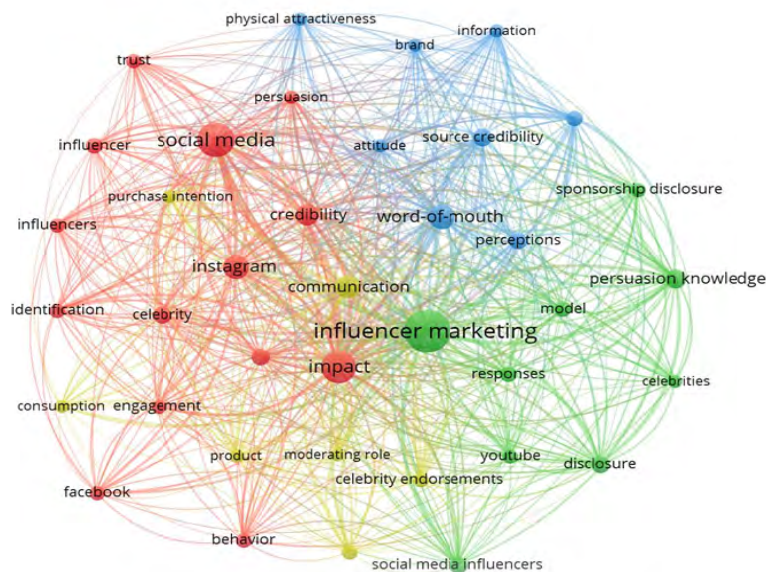 physical attractiveness
information
brand
trust
persuasion
social media
influencer
attitude
source credibility
sponsorship disclosure
purchase intention
credibility
word-of-mouth
influencers
perceptions
instagram
persuasion knowledge
communication
identification
celebrity
model
influencer marketing
impact
responses
celebrities
consumption
engagement
product
moderating role
youtube
disclosure
celebrity endorsements
facebook
behavior
social media influencers